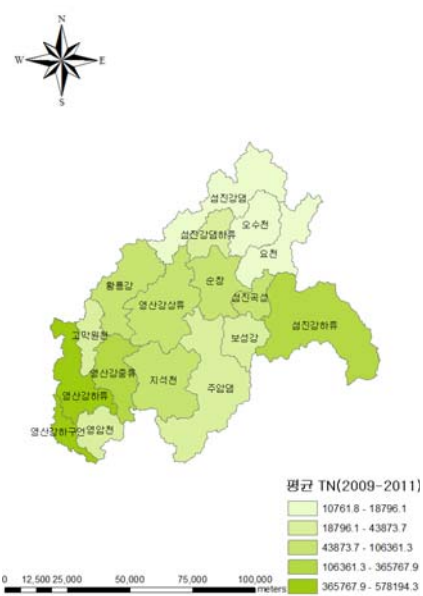 N
W E
S
섬진강댐
오수천
섬진강댐하류
요천
황룡강
순창
영산강상류
섬진곡성
섬진강하류
고막원천
보성강
영산강중류
지석천
주암댐
영산강하류
영산강하구언
영암천
평균 TN(2009-2011)
10761.8 - 18796.1
18796.1 - 43873.7
43873.7 - 106361.3
106361.3 - 365767.9
365767.9 - 578194.3
0 12,500 25,000 50,000 75,000 100,000
meters